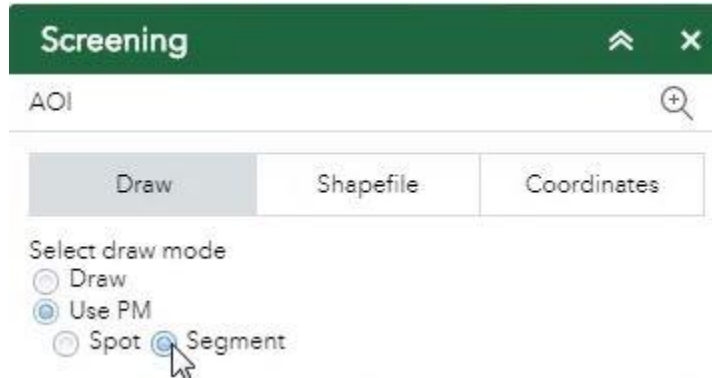 Screening
AOI
Draw Shapefile Coordinates
Select draw mode
Draw
Use PM
Spot Segment